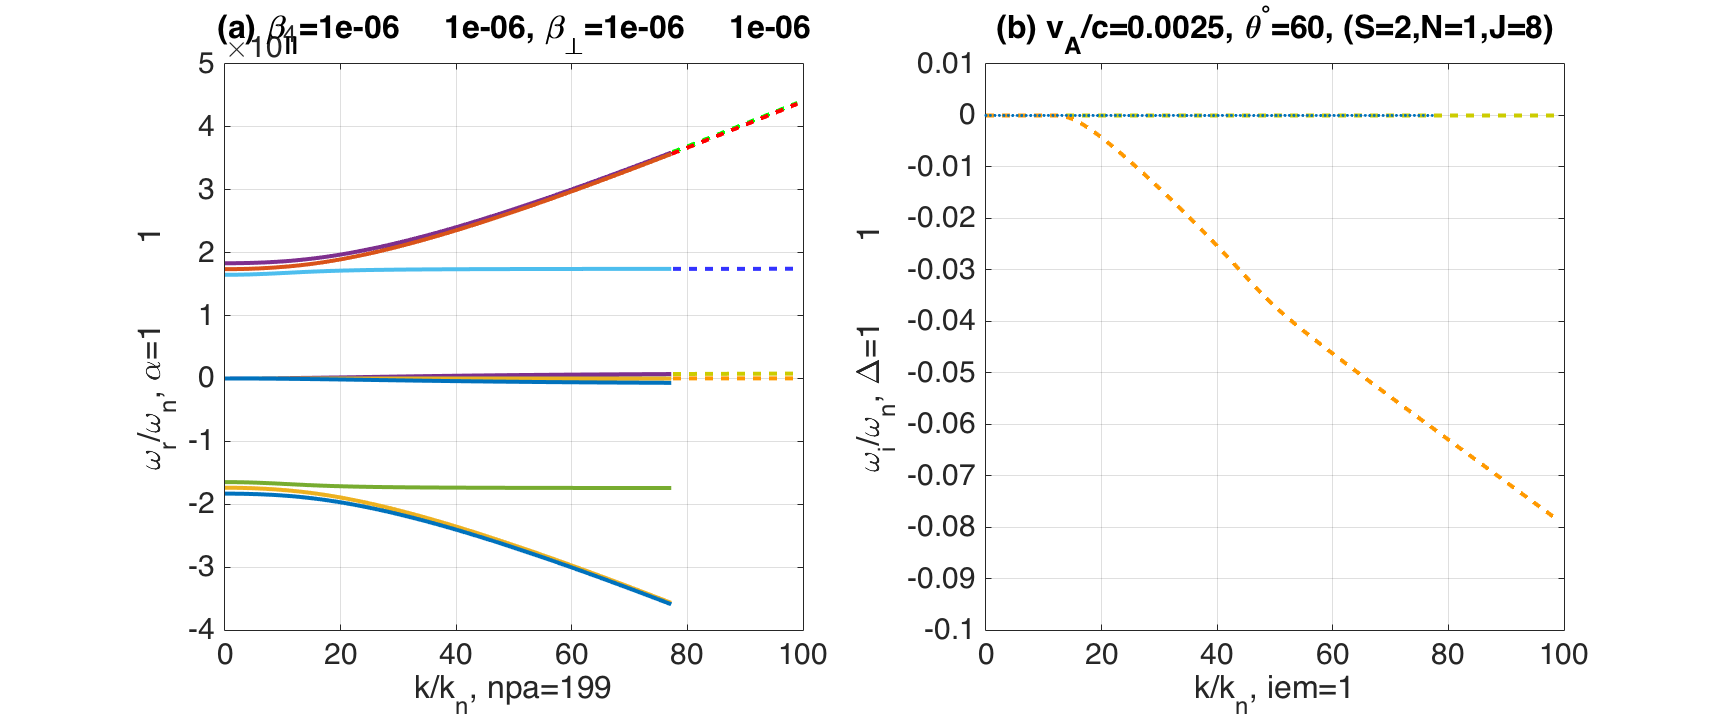 (a) β∥=1e-06 1e-06, β⊥=1e-06 1e-06
×10⁴
5
4
3
2
1
0
-1
-2
-3
-4
0 20 40 60 80 100
k/kₙ, npa=199
ωᵣ/ωₙ, α=1 1
(b) v_A/c=0.0025, θ°=60, (S=2,N=1,J=8)
0.01
0
-0.01
-0.02
-0.03
-0.04
-0.05
-0.06
-0.07
-0.08
-0.09
-0.1
0 20 40 60 80 100
k/kₙ, iem=1
ωᵢ/ωₙ, Δ=1 1